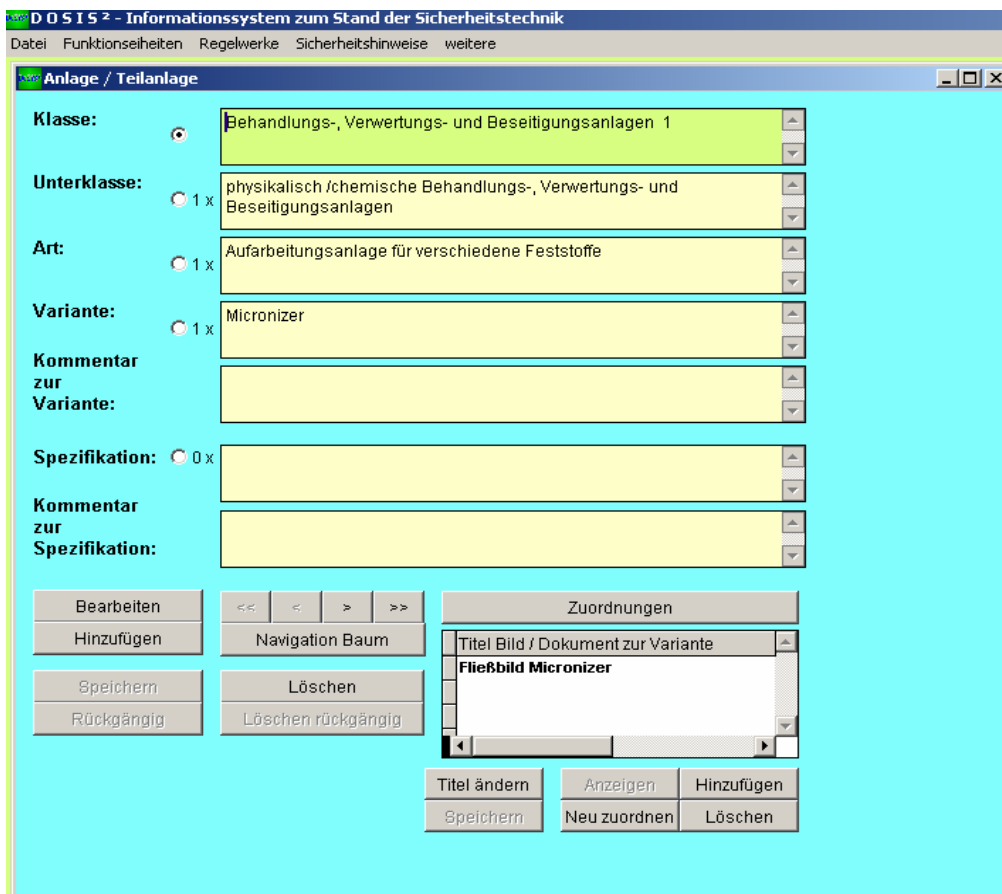 D O S I S ² - Informationssystem zum Stand der Sicherheitstechnik
Datei Funktionseiheiten Regelwerke Sicherheitshinweise weitere
Anlage / Teilanlage
Klasse:
Behandlungs-, Verwertungs- und Beseitigungsanlagen 1
Unterklasse:
1 x
physikalisch /chemische Behandlungs-, Verwertungs- und
Beseitigungsanlagen
Art:
1 x
Aufarbeitungsanlage für verschiedene Feststoffe
Variante:
1 x
Micronizer
Kommentar
zur
Variante:
Spezifikation:
0 x
Kommentar
zur
Spezifikation:
Bearbeiten << < > >> Zuordnungen
Hinzufügen Navigation Baum
Titel Bild / Dokument zur Variante
Fließbild Micronizer
Speichern Löschen
Rückgängig Löschen rückgängig
Titel ändern Anzeigen Hinzufügen
Speichern Neu zuordnen Löschen